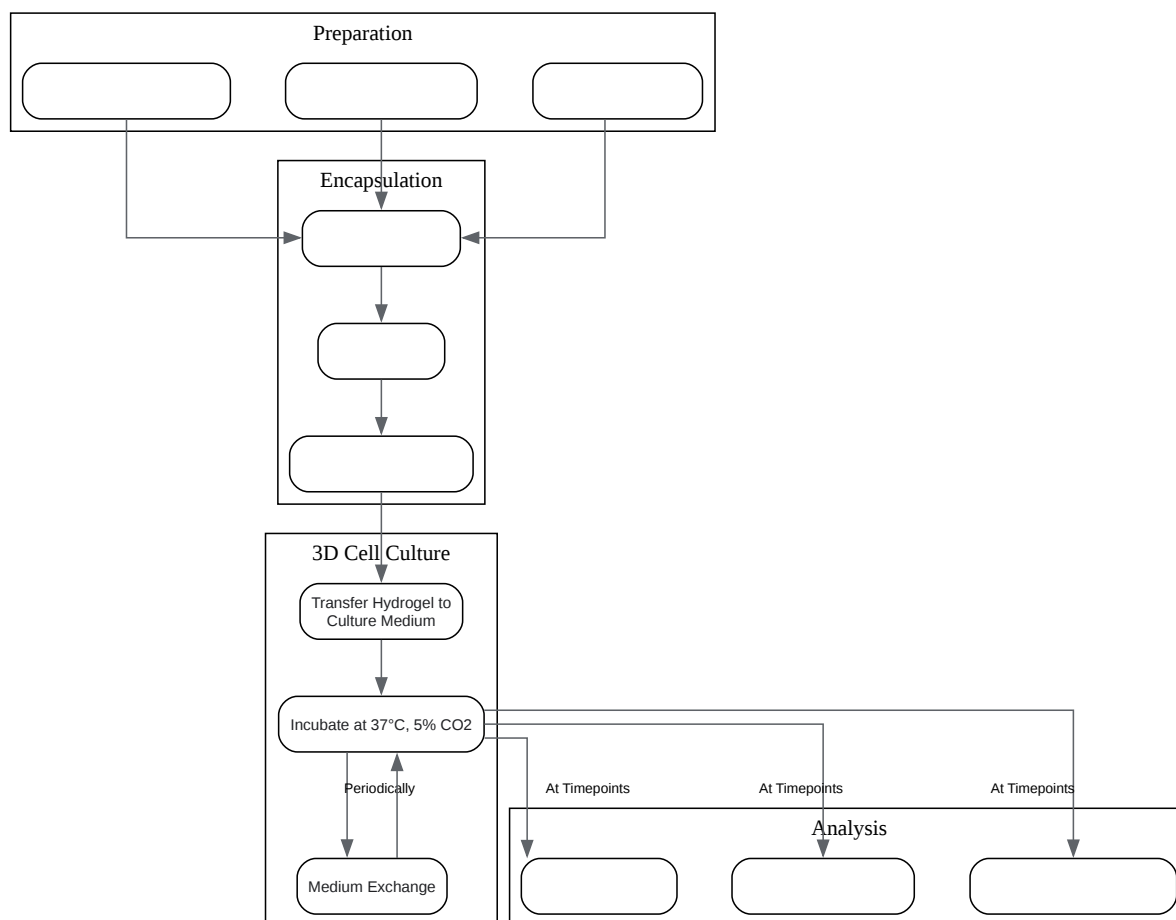 Preparation
Encapsulation
3D Cell Culture
Transfer Hydrogel to
Culture Medium
Incubate at 37°C, 5% CO2
Periodically
At Timepoints
At Timepoints
At Timepoints
Analysis
Medium Exchange